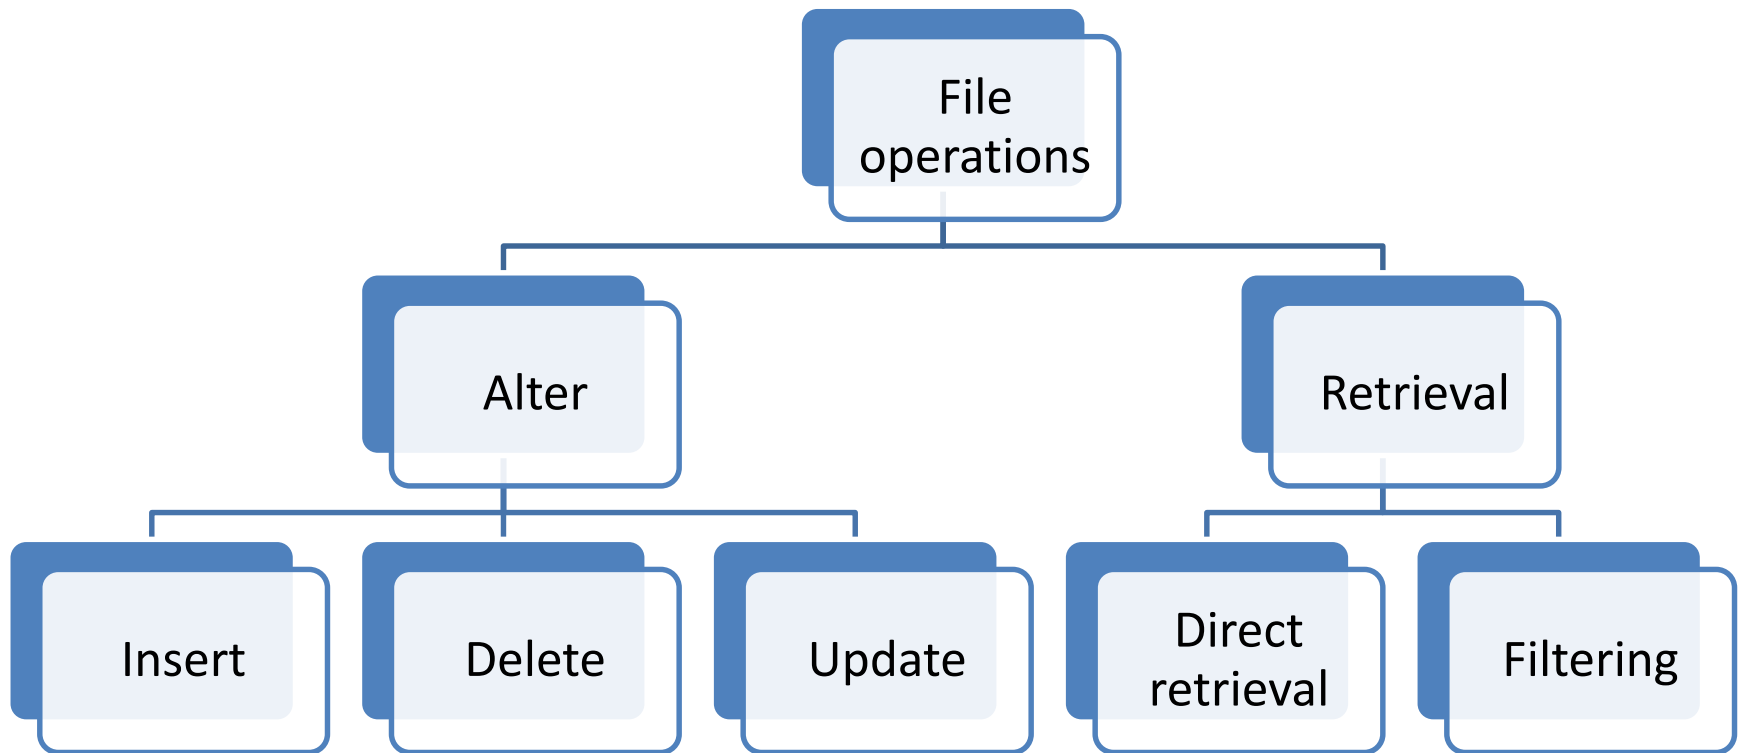 File
operations
Alter
Retrieval
Insert
Delete
Update
Direct
retrieval
Filtering